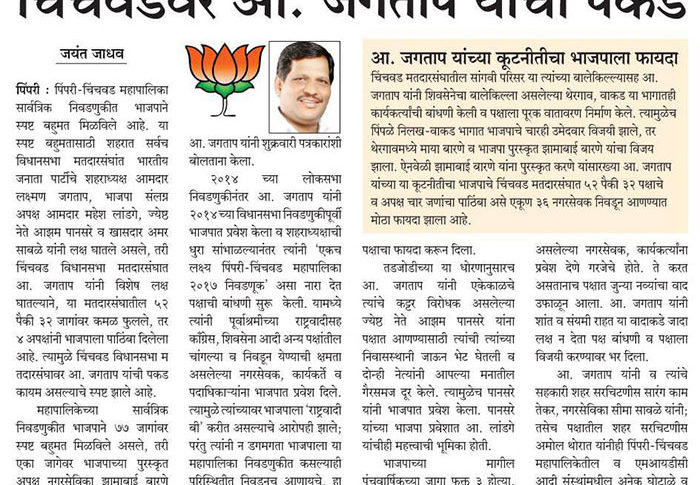 चिंचवडवर आ. जगताप यांची पकड
जयंत जाधव
पिंपरी : पिंपरी-चिंचवड महापालिका
सार्वत्रिक निवडणुकीत भाजपाने
स्पष्ट बहुमत मिळविले आहे. या
स्पष्ट बहुमतासाठी शहरात सर्वच
विधानसभा मतदारसंघांत भारतीय
जनता पार्टीचे शहराध्यक्ष आमदार
लक्ष्मण जगताप, भाजपा संलग्न
अपक्ष आमदार महेश लांडगे, ज्येष्ठ
नेते आझम पानसरे व खासदार अमर
साबळे यांनी लक्ष घातले असले, तरी
चिंचवड विधानसभा मतदारसंघात
आ. जगताप यांनी विशेष लक्ष
घातल्याने, या मतदारसंघातील ५२
पैकी ३२ जागांवर कमळ फुलले, तर
४ अपक्षांनी भाजपाला पाठिंबा दिलेला
आहे. त्यामुळे चिंचवड विधानसभा म
तदारसंघावर आ. जगताप यांची पकड
कायम असल्याचे स्पष्ट झाले आहे.
महापालिकेच्या सार्वत्रिक
निवडणुकीत भाजपाने ७७ जागांवर
स्पष्ट बहुमत मिळविले असले, तरी
एका जागेवर भाजपाच्या पुरस्कृत
अपक्ष नगरसेविका झामाबाई बारणे
आ. जगताप यांनी शुक्रवारी पत्रकारांशी
बोलताना केला.
२०१४ च्या लोकसभा
निवडणुकीनंतर आ. जगताप यांनी
२०१४च्या विधानसभा निवडणुकीपूर्वी
भाजपात प्रवेश केला व शहराध्यक्षाची
धुरा सांभाळल्यानंतर त्यांनी 'एकच
लक्ष्य पिंपरी-चिंचवड महापालिका
२०१७ निवडणूक' असा नारा देत
पक्षाची बांधणी सुरू केली. यामध्ये
त्यांनी पूर्वाश्रमीच्या राष्ट्रवादीसह
काँग्रेस, शिवसेना आदी अन्य पक्षांतील
चांगल्या व निवडून येण्याची क्षमता
असलेल्या नगरसेवक, कार्यकर्ते व
पदाधिकाऱ्यांना भाजपात प्रवेश दिले.
त्यामुळे त्यांच्यावर भाजपाला 'राष्ट्रवादी
बी' करीत असल्याचे आरोपही झाले;
परंतु त्यांनी न डगमगता भाजपाला या
महापालिका निवडणुकीत कसल्याही
परिस्थितीत निवडूनच आणायचे, हा
आ. जगताप यांच्या कूटनीतीचा भाजपाला फायदा
चिंचवड मतदारसंघातील सांगवी परिसर या त्यांच्या बालेकिल्ल्यासह आ.
जगताप यांनी शिवसेनेचा बालेकिल्ला असलेल्या थेरगाव, वाकड या भागातही
कार्यकर्त्यांची बांधणी केली व पक्षाला पूरक वातावरण निर्माण केले. त्यामुळेच
पिंपळे निलख-वाकड भागात भाजपाचे चारही उमेदवार विजयी झाले, तर
थेरगावमध्ये माया बारणे व भाजपा पुरस्कृत झामाबाई बारणे यांचा विजय
झाला. ऐनवेळी झामाबाई बारणे यांना पुरस्कृत करणे यांसारख्या आ. जगताप
यांच्या या कूटनीतीचा भाजपाचे चिंचवड मतदारसंघात ५२ पैकी ३२ पक्षाचे
व अपक्ष चार जणांचा पाठिंबा असे एकूण ३६ नगरसेवक निवडून आणण्यात
मोठा फायदा झाला आहे.
पक्षाचा फायदा करून दिला.
तडजोडीच्या या धोरणानुसारच
आ. जगताप यांनी एकेकाळचे
त्यांचे कट्टर विरोधक असलेल्या
ज्येष्ठ नेते आझम पानसरे यांना
पक्षात आणण्यासाठी त्यांची त्यांच्या
निवासस्थानी जाऊन भेट घेतली व
दोन्ही नेत्यांनी आपल्या मनातील
गैरसमज दूर केले. त्यामुळेच पानसरे
यांनी भाजपात प्रवेश केला. पानसरे
यांच्या भाजपा प्रवेशात आ. लांडगे
यांचीही महत्त्वाची भूमिका होती.
भाजपाच्या मागील
पंचवार्षिकच्या जागा फक्त ३ होत्या.
असलेल्या नगरसेवक, कार्यकर्त्यांना
प्रवेश देणे गरजेचे होते. ते करत
असतानाच पक्षात जुन्या नव्यांचा वाद
उफाळून आला. आ. जगताप यांनी
शांत व संयमी राहत या वादाकडे जादा
लक्ष न देता पक्ष बांधणी व पक्षाला
विजयी करण्यावर भर दिला.
आ. जगताप यांनी व त्यांचे
सहकारी शहर सरचिटणीस सारंग काम
तेकर, नगरसेविका सीमा सावळे यांनी;
तसेच पक्षातील शहर सरचिटणीस
अमोल थोरात यांनीही पिंपरी-चिंचवड
महापालिकेतील व एमआयडीसी
आदी संस्थांमधील अनेक घोटाळे व